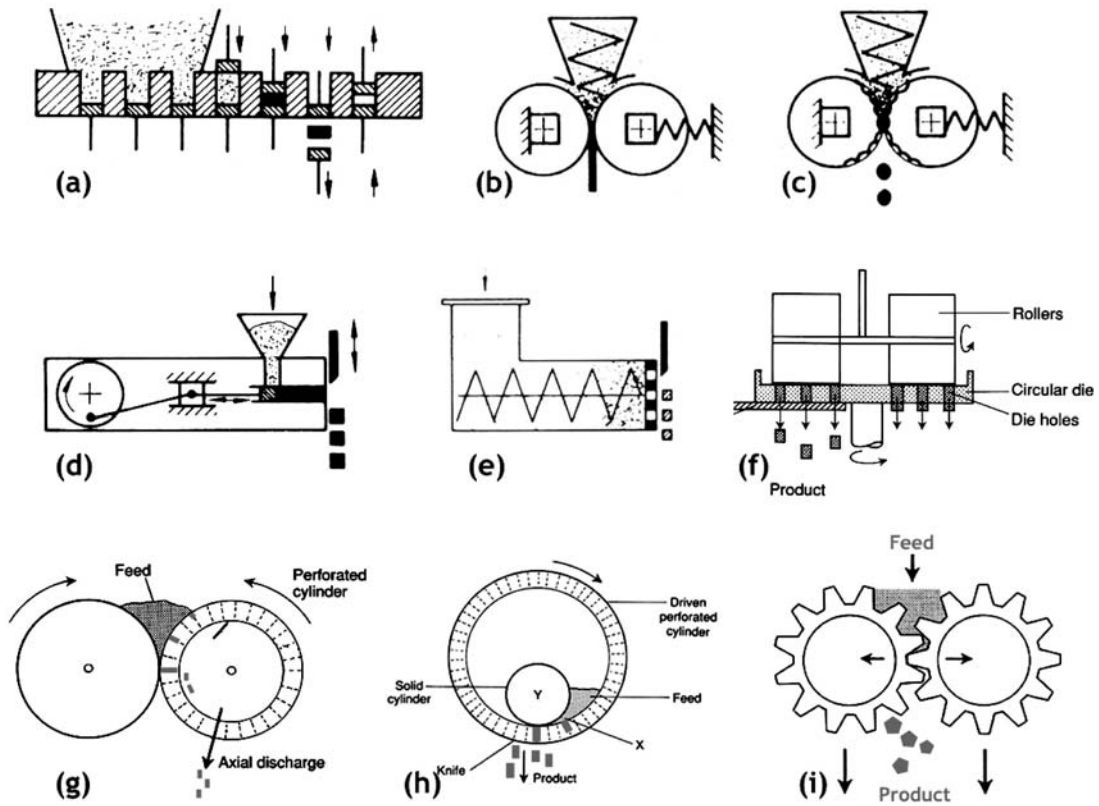 (a)
(b)
(c)
(d)
(e)
Rollers
Circular die
Die holes
Product
(f)
Feed
Perforated
cylinder
Axial discharge
(g)
Driven
perforated cylinder
Solid
cylinder
Y
Feed
X
Knife
Product
(h)
Feed
Product
(i)